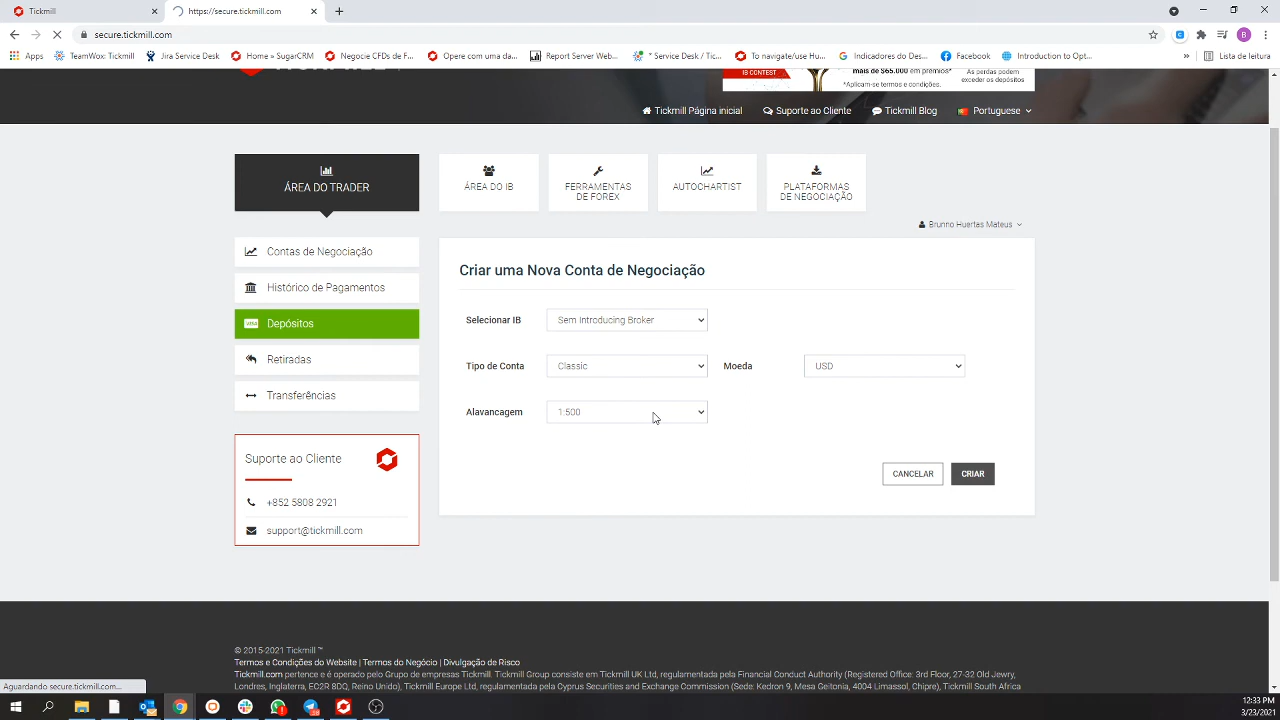 Tickmill
https://secure.tickmill.com
secure.tickmill.com
Apps
TeamWox: Tickmill
Jira Service Desk
Home » SugarCRM
Negocie CFDs de F...
Opere com uma da...
Report Server Web...
* Service Desk / Tic...
To navigate/use Hu...
Indicadores do Des...
Facebook
Introduction to Opt...
»
Lista de leitura
IB CONTEST
mais de $65.000 em prêmios*
*Aplicam-se termos e condições.
As perdas podem
exceder os depósitos
Tickmill Página inicial
Suporte ao Cliente
Tickmill Blog
Portuguese
ÁREA DO TRADER
ÁREA DO IB
FERRAMENTAS
DE FOREX
AUTOCHARTIST
PLATAFORMAS
DE NEGOCIAÇÃO
Brunno Huertas Mateus
Contas de Negociação
Histórico de Pagamentos
VISA
Depósitos
Retiradas
Transferências
Criar uma Nova Conta de Negociação
Selecionar IB
Sem Introducing Broker
Tipo de Conta
Classic
Moeda
USD
Alavancagem
1:500
CANCELAR
CRIAR
Suporte ao Cliente
+852 5808 2921
support@tickmill.com
© 2015-2021 Tickmill ™
Termos e Condições do Website | Termos do Negócio | Divulgação de Risco
Tickmill.com pertence e é operado pelo Grupo de empresas Tickmill. Tickmill Group consiste em Tickmill UK Ltd, regulamentada pela Financial Conduct Authority (Registered Office: 3rd Floor, 27-32 Old Jewry,
Londres, Inglaterra, EC2R 8DQ, Reino Unido), Tickmill Europe Ltd, regulamentada pela Cyprus Securities and Exchange Commission (Sede: Kedron 9, Mesa Geitonia, 4004 Limassol, Chipre), Tickmill South Africa
Aguardando secure.tickmill.com...
12:33 PM
3/23/2021